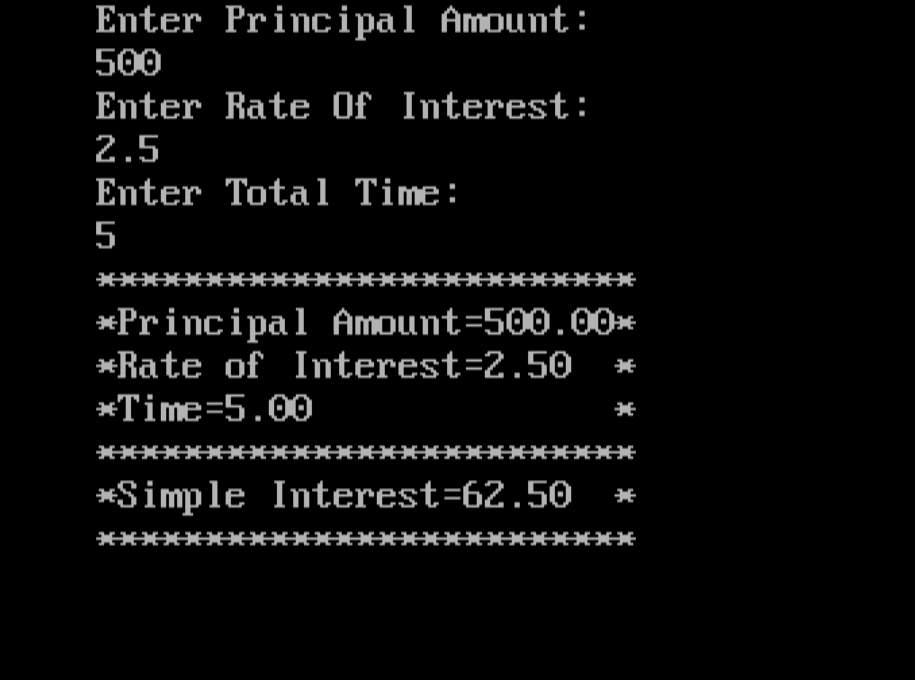 Enter Principal Amount:
500
Enter Rate Of Interest:
2.5
Enter Total Time:
5
*************************
*Principal Amount=500.00*
*Rate of Interest=2.50  *
*Time=5.00              *
*************************
*Simple Interest=62.50  *
*************************